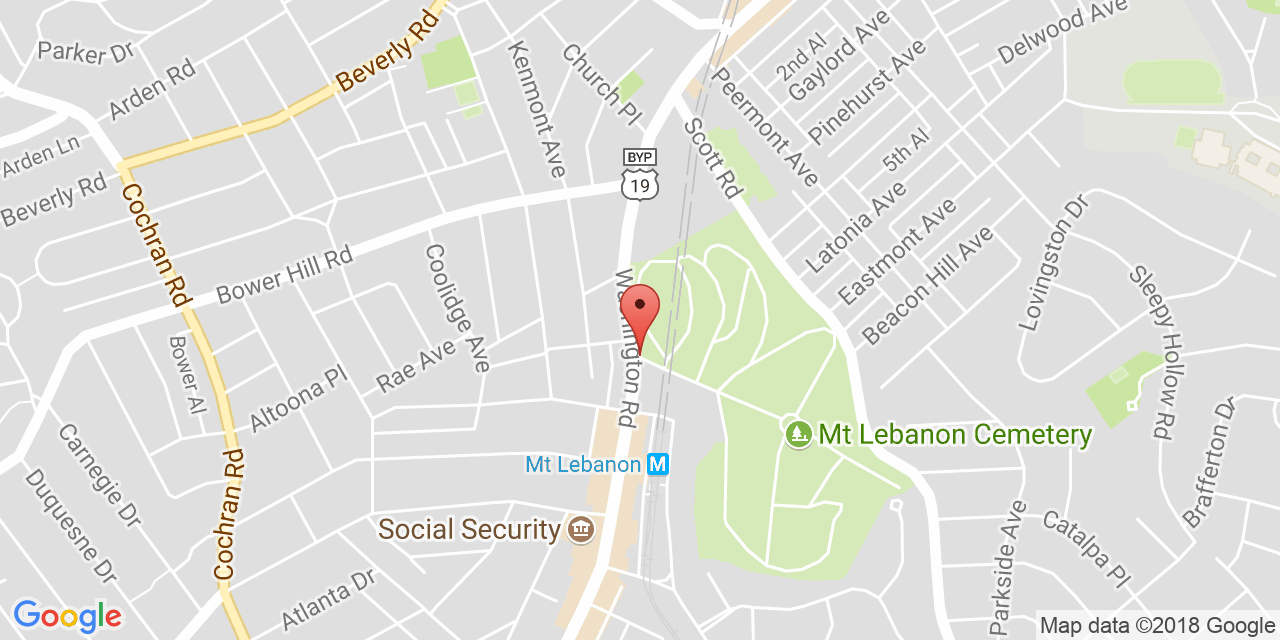 Parker Dr
Arden Rd
Beverly Rd
Kenmont Ave
Church Pl
2nd Al
Gaylord Ave
Pinehurst Ave
Delwood Ave
Peermont Ave
Scott Rd
5th Al
Arden Ln
Beverly Rd
BYP
19
Cochran Rd
Bower Hill Rd
Coolidge Ave
Latonia Ave
Eastmont Ave
Beacon Hill Ave
Lovingston Dr
Sleepy Hollow Rd
Washington Rd
Bower Al
Rae Ave
Altoona Pl
Mt Lebanon Cemetery
Brafferton Dr
Carnegie Dr
Duquesne Dr
Cochran Rd
Mt Lebanon M
Social Security
Atlanta Dr
Parkside Ave
Catalpa Pl
Google
Map data ©2018 Google